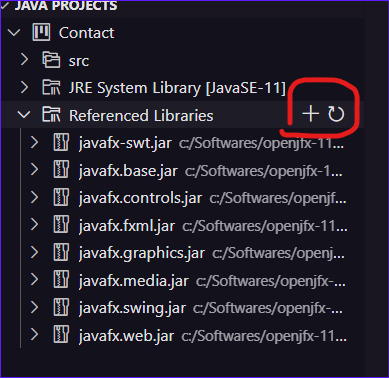 JAVA PROJECTS
Contact
src
JRE System Library [JavaSE-11]
Referenced Libraries
javafx-swt.jar c:/Softwares/openjfx-11...
javafx.base.jar c:/Softwares/openjfx-1...
javafx.controls.jar c:/Softwares/openjf...
javafx.fxml.jar c:/Softwares/openjfx-11...
javafx.graphics.jar c:/Softwares/openjf...
javafx.media.jar c:/Softwares/openjfx-...
javafx.swing.jar c:/Softwares/openjfx-...
javafx.web.jar c:/Softwares/openjfx-11...